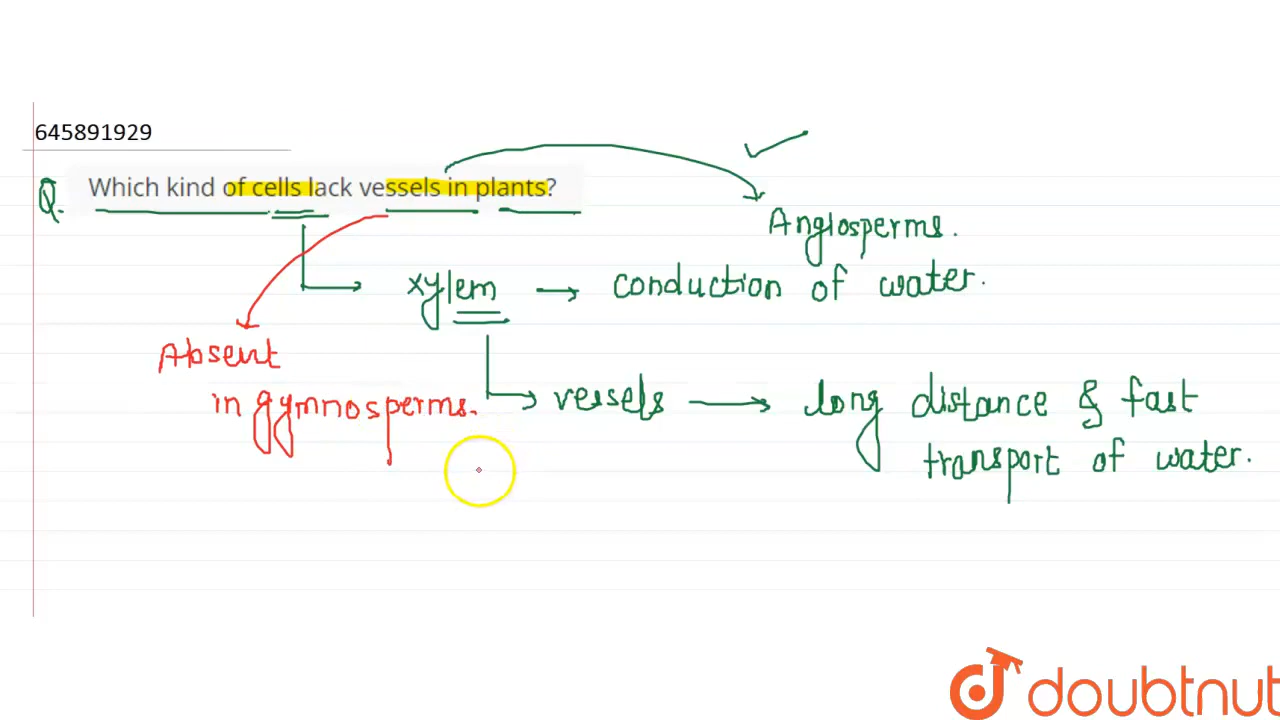 645891929
Q. Which kind of cells lack vessels in plants?
Angiosperms.
xylem → conduction of water.
Absent
in gymnosperms.
vessels → long distance & fast
transport of water.
doubtnut